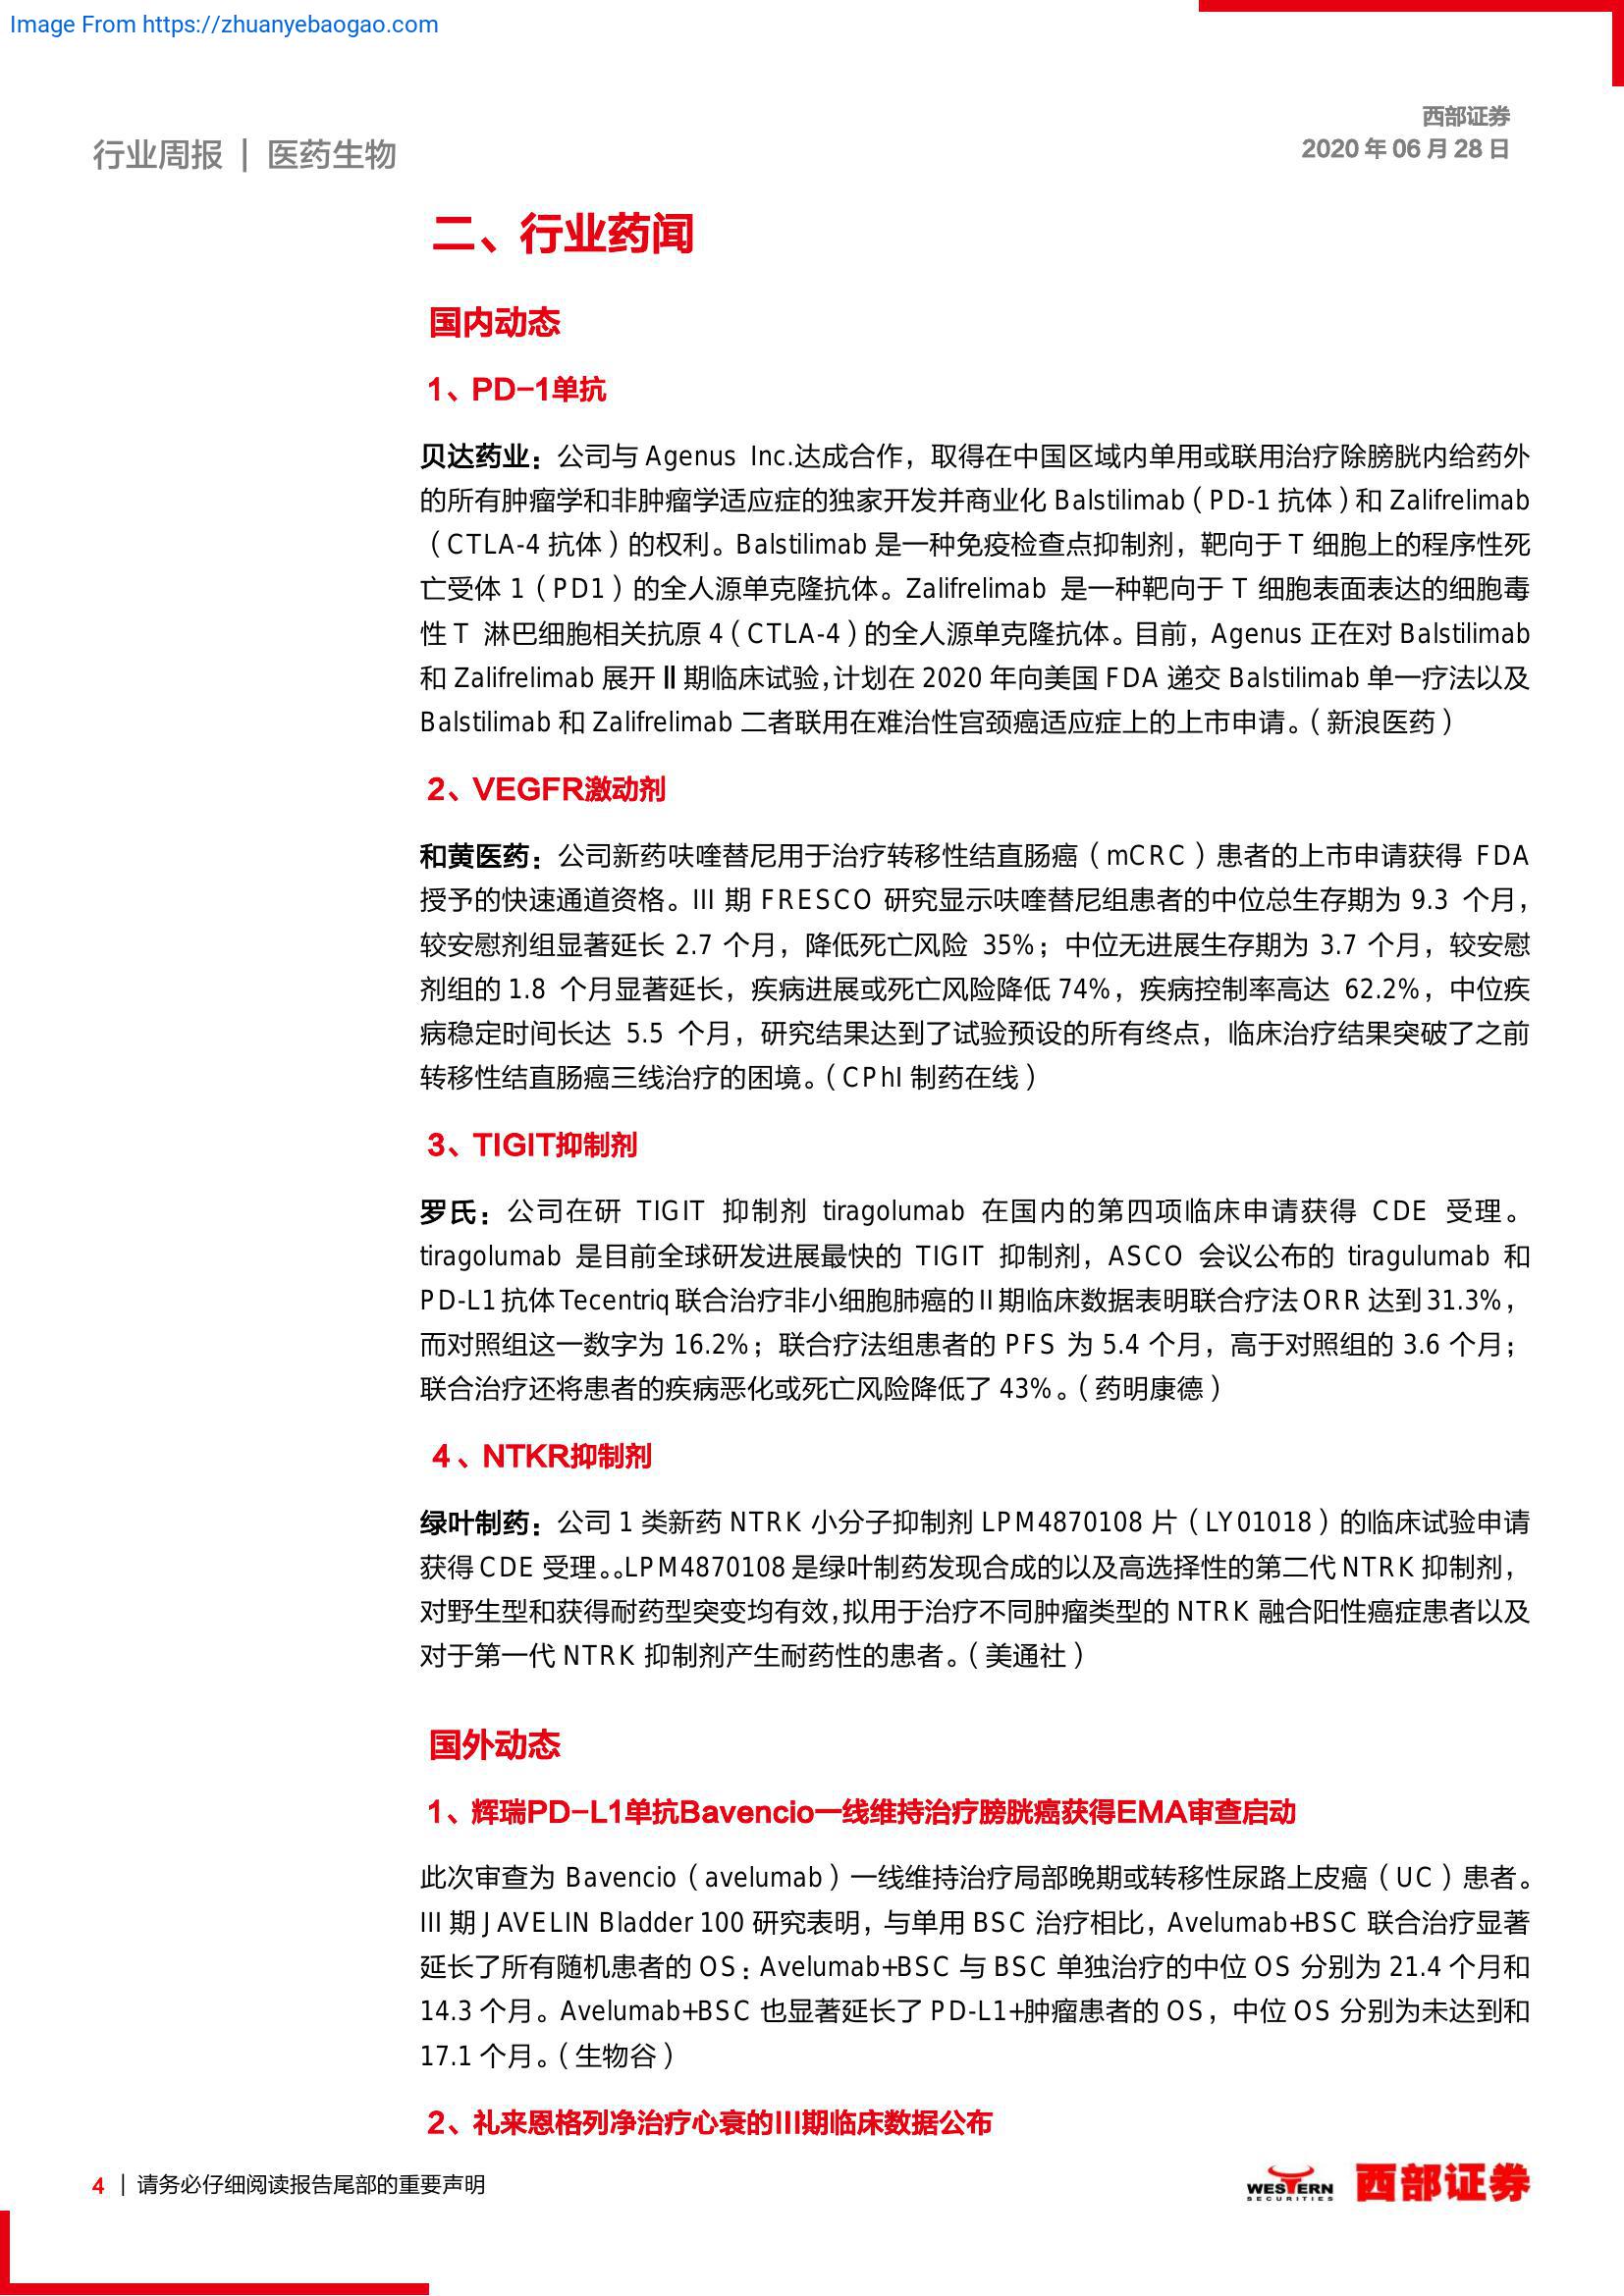 Image From https://zhuanyebaogao.com
西部证券
行业周报 | 医药生物
2020 年 06 月 28 日
二、行业药闻
国内动态
1、PD-1单抗
贝达药业：公司与 Agenus Inc.达成合作，取得在中国区域内单用或联用治疗除膀胱内给药外
的所有肿瘤学和非肿瘤学适应症的独家开发并商业化 Balstilimab（PD-1 抗体）和 Zalifrelimab
（CTLA-4 抗体）的权利。Balstilimab 是一种免疫检查点抑制剂，靶向于 T 细胞上的程序性死
亡受体 1（PD1）的全人源单克隆抗体。Zalifrelimab 是一种靶向于 T 细胞表面表达的细胞毒
性 T 淋巴细胞相关抗原 4（CTLA-4）的全人源单克隆抗体。目前，Agenus 正在对 Balstilimab
和 Zalifrelimab 展开 Ⅱ 期临床试验，计划在 2020 年向美国 FDA 递交 Balstilimab 单一疗法以及
Balstilimab 和 Zalifrelimab 二者联用在难治性宫颈癌适应症上的上市申请。（新浪医药）
2、VEGFR激动剂
和黄医药：公司新药呋喹替尼用于治疗转移性结直肠癌（mCRC）患者的上市申请获得 FDA
授予的快速通道资格。III 期 FRESCO 研究显示呋喹替尼组患者的中位总生存期为 9.3 个月，
较安慰剂组显著延长 2.7 个月，降低死亡风险 35%；中位无进展生存期为 3.7 个月，较安慰
剂组的 1.8 个月显著延长，疾病进展或死亡风险降低 74%，疾病控制率高达 62.2%，中位疾
病稳定时间长达 5.5 个月，研究结果达到了试验预设的所有终点，临床治疗结果突破了之前
转移性结直肠癌三线治疗的困境。（CPhI 制药在线）
3、TIGIT抑制剂
罗氏：公司在研 TIGIT 抑制剂 tiragolumab 在国内的第四项临床申请获得 CDE 受理。
tiragolumab 是目前全球研发进展最快的 TIGIT 抑制剂，ASCO 会议公布的 tiragulumab 和
PD-L1 抗体 Tecentriq 联合治疗非小细胞肺癌的 II 期临床数据表明联合疗法 ORR 达到 31.3%，
而对照组这一数字为 16.2%；联合疗法组患者的 PFS 为 5.4 个月，高于对照组的 3.6 个月；
联合治疗还将患者的疾病恶化或死亡风险降低了 43%。（药明康德）
4、NTKR抑制剂
绿叶制药：公司 1 类新药 NTRK 小分子抑制剂 LPM4870108 片（LY01018）的临床试验申请
获得 CDE 受理。。LPM4870108 是绿叶制药发现合成的以及高选择性的第二代 NTRK 抑制剂，
对野生型和获得耐药型突变均有效，拟用于治疗不同肿瘤类型的 NTRK 融合阳性癌症患者以及
对于第一代 NTRK 抑制剂产生耐药性的患者。（美通社）
国外动态
1、辉瑞PD-L1单抗Bavencio一线维持治疗膀胱癌获得EMA审查启动
此次审查为 Bavencio（avelumab）一线维持治疗局部晚期或转移性尿路上皮癌（UC）患者。
III 期 JAVELIN Bladder 100 研究表明，与单用 BSC 治疗相比，Avelumab+BSC 联合治疗显著
延长了所有随机患者的 OS：Avelumab+BSC 与 BSC 单独治疗的中位 OS 分别为 21.4 个月和
14.3 个月。Avelumab+BSC 也显著延长了 PD-L1+肿瘤患者的 OS，中位 OS 分别为未达到和
17.1 个月。（生物谷）
2、礼来恩格列净治疗心衰的III期临床数据公布
4 | 请务必仔细阅读报告尾部的重要声明
WESTERN
SECURITIES
西部证券